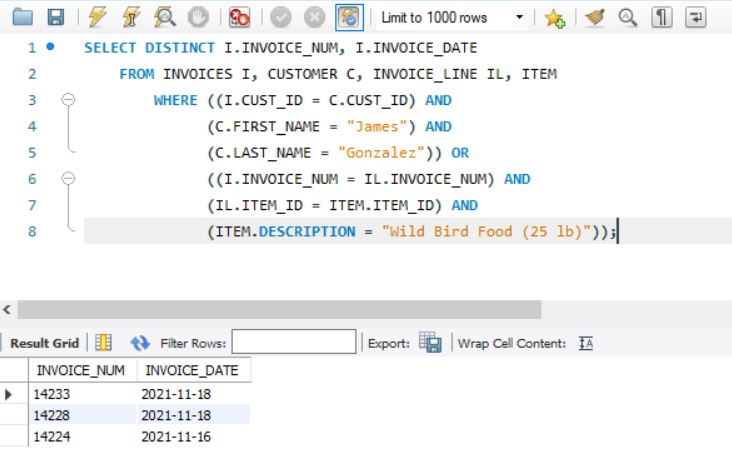 Limit to 1000 rows
1 SELECT DISTINCT I.INVOICE_NUM, I.INVOICE_DATE
2 FROM INVOICES I, CUSTOMER C, INVOICE_LINE IL, ITEM
3 WHERE ((I.CUST_ID = C.CUST_ID) AND
4 (C.FIRST_NAME = "James") AND
5 (C.LAST_NAME = "Gonzalez")) OR
6 ((I.INVOICE_NUM = IL.INVOICE_NUM) AND
7 (IL.ITEM_ID = ITEM.ITEM_ID) AND
8 (ITEM.DESCRIPTION = "Wild Bird Food (25 lb)"));
Result Grid Filter Rows: Export: Wrap Cell Content: IA
INVOICE_NUM INVOICE_DATE
14233 2021-11-18
14228 2021-11-18
14224 2021-11-16